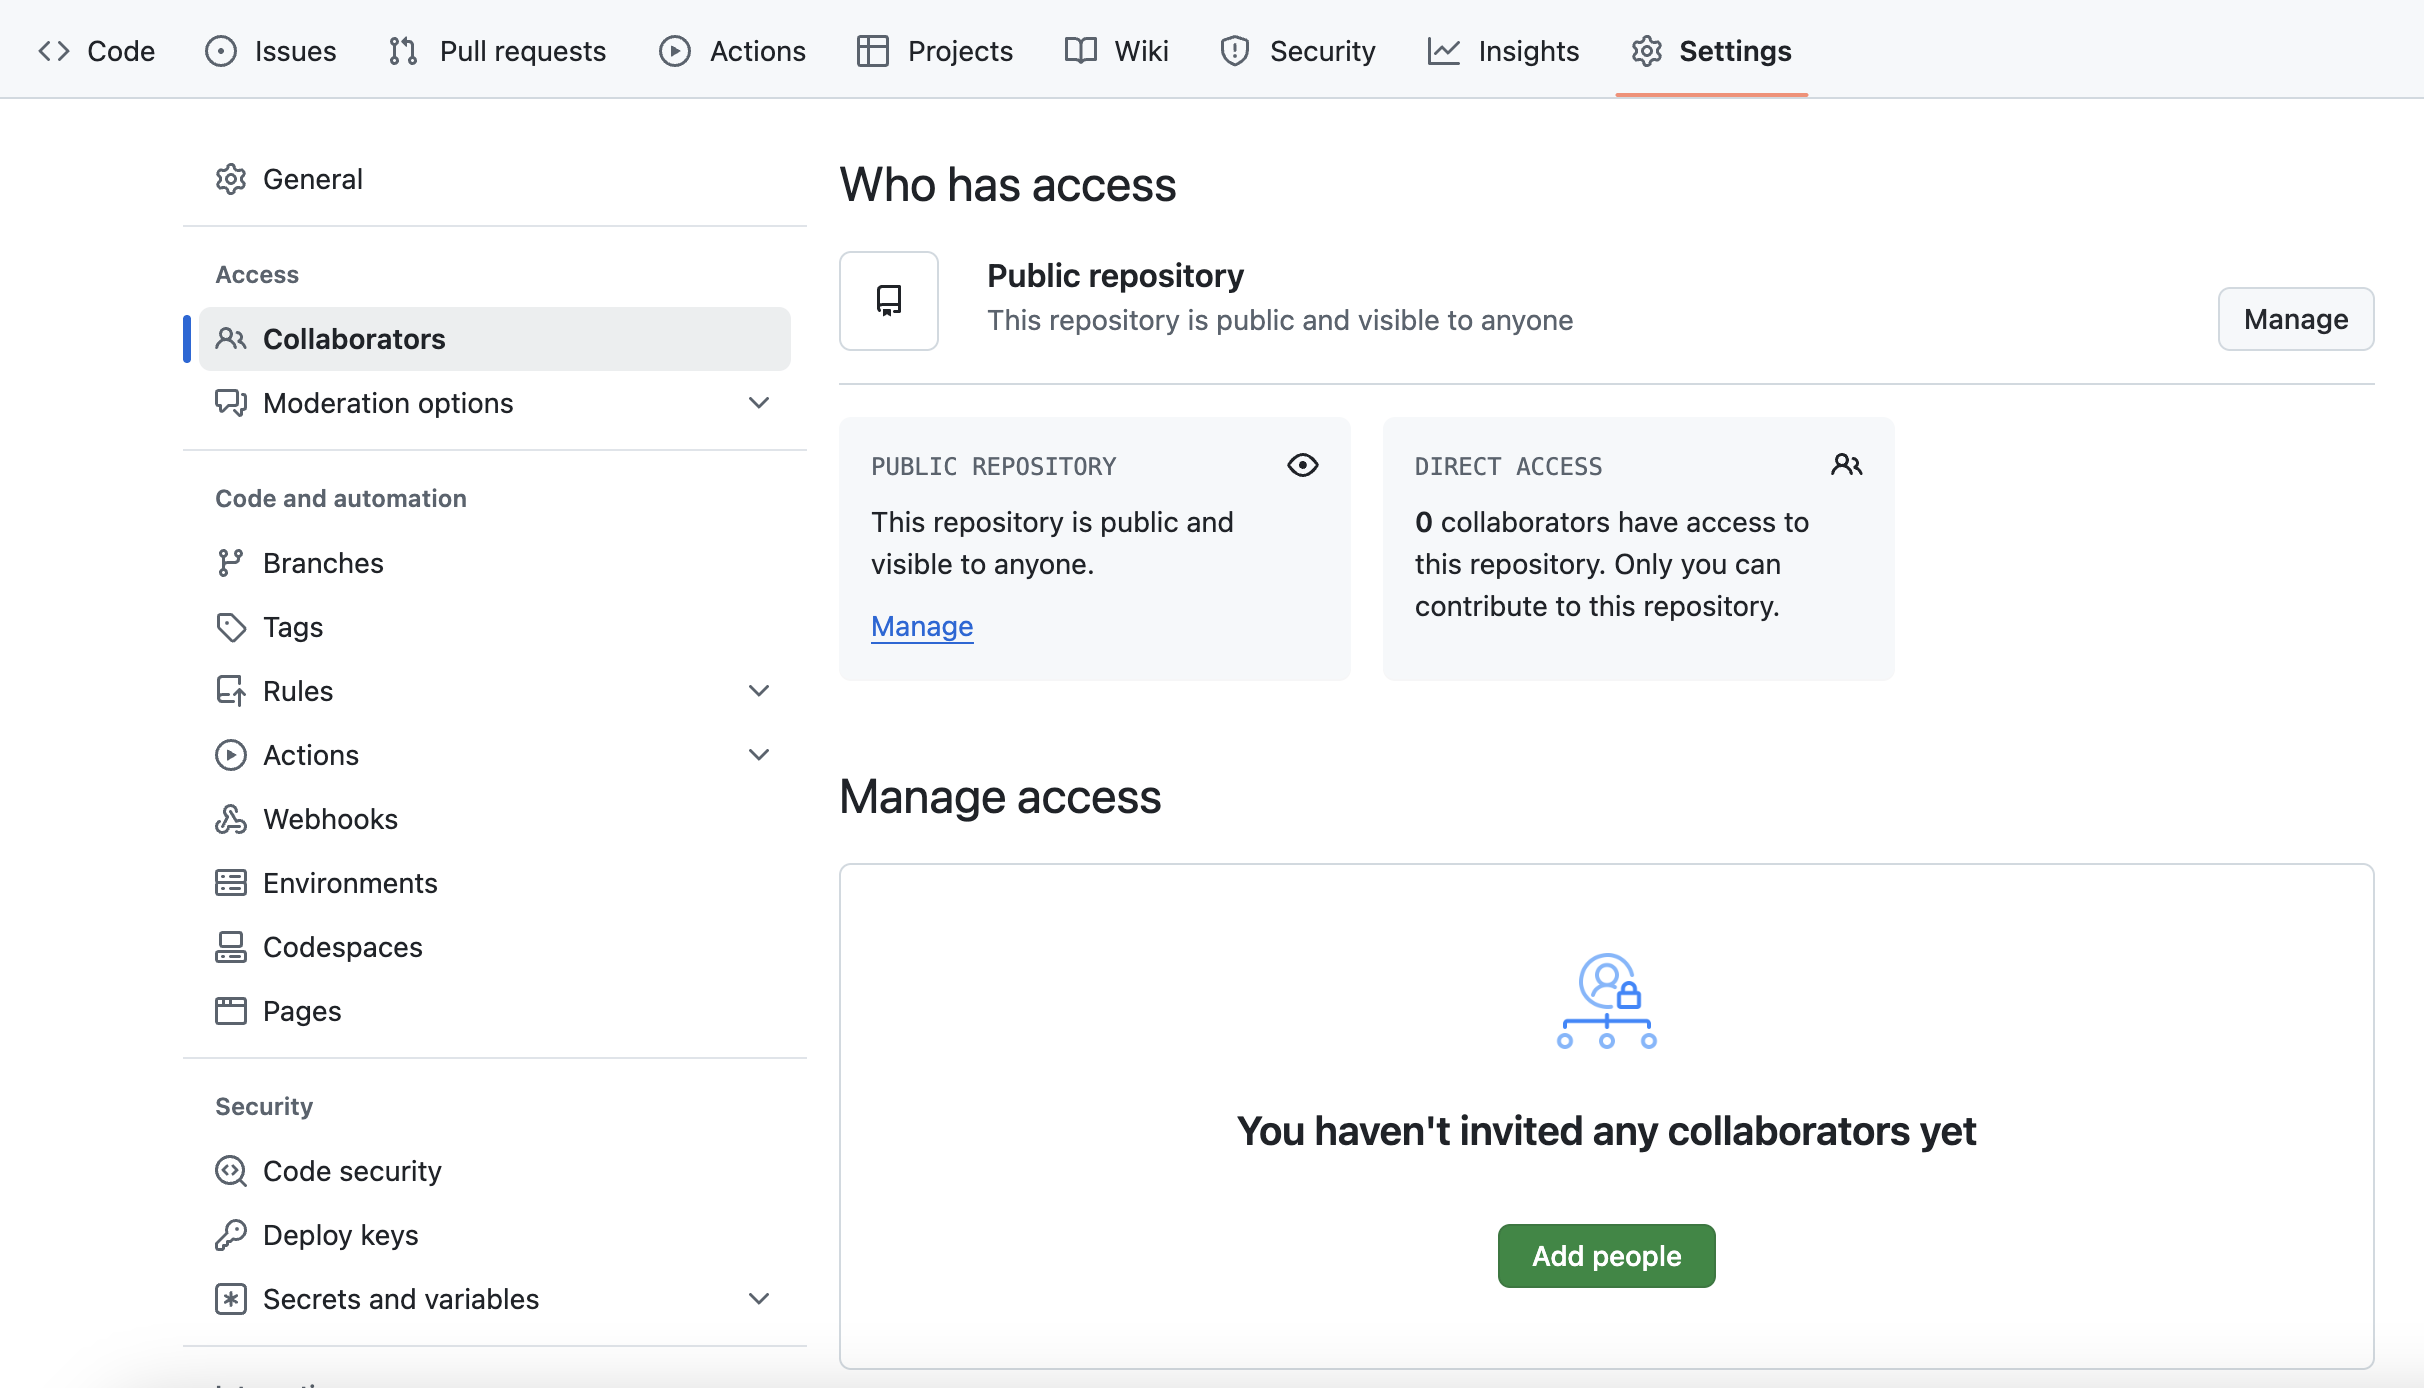 Code Issues Pull requests Actions Projects Wiki Security Insights Settings
General
Access
Collaborators
Moderation options
Code and automation
Branches
Tags
Rules
Actions
Webhooks
Environments
Codespaces
Pages
Security
Code security
Deploy keys
Secrets and variables
Who has access
Public repository
This repository is public and visible to anyone
Manage
PUBLIC REPOSITORY
This repository is public and
visible to anyone.
Manage
DIRECT ACCESS
0 collaborators have access to
this repository. Only you can
contribute to this repository.
Manage access
You haven't invited any collaborators yet
Add people